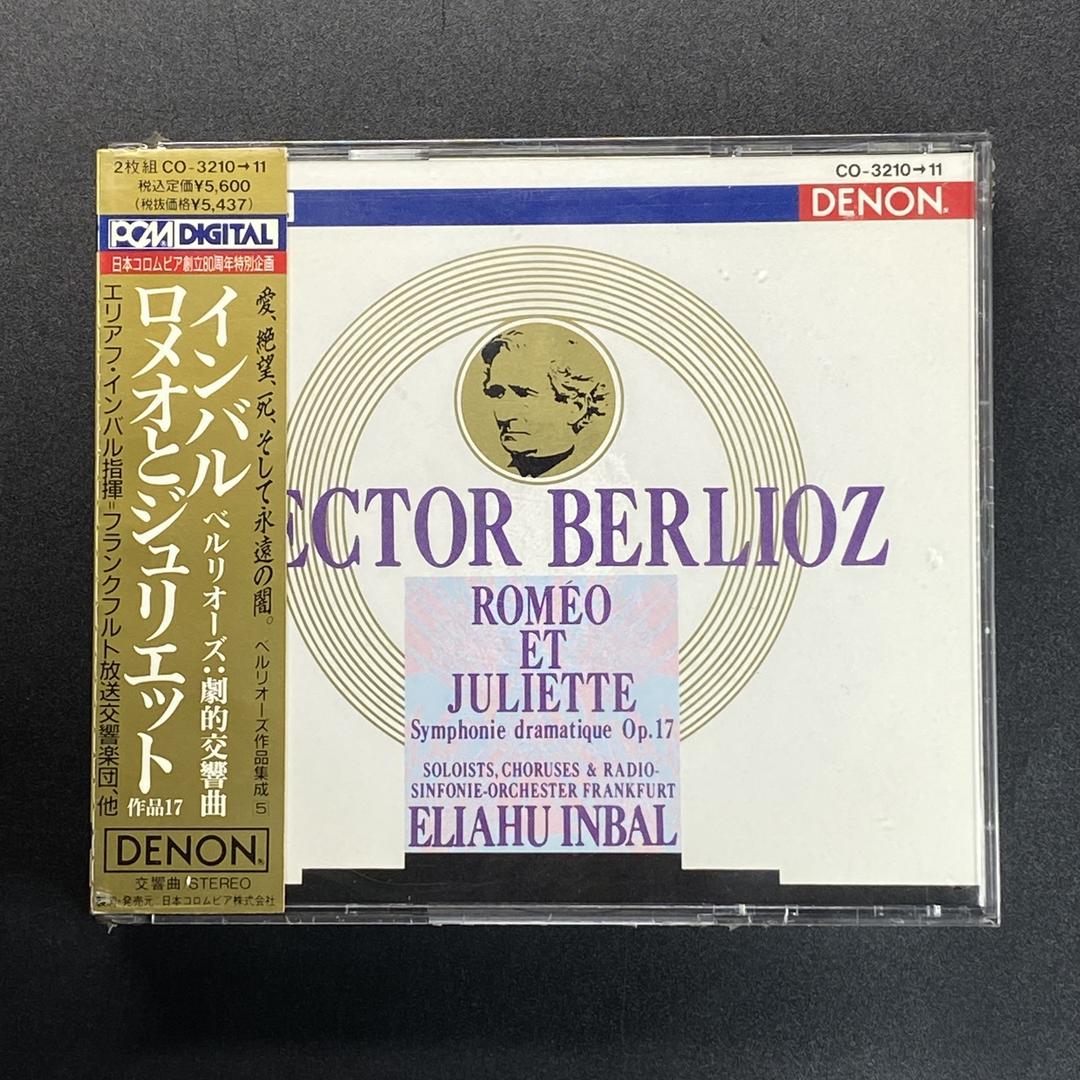 2枚組 CO-3210→11
税込定価¥5,600
(税抜価格¥5,437)
PCM DIGITAL
日本コロムビア創立80周年特別企画
愛、絶望、死、そして永遠の闇。
ベルリオーズ作品集成 5
インバル
ベルリオーズ:劇的交響曲
ロメオとジュリエット
作品17
エリアフ・インバル指揮=フランクフルト放送交響楽団、他
DENON
交響曲 STEREO
発売元 日本コロムビア株式会社
CO-3210→11
DENON
ECTOR BERLIOZ
ROMÉO
ET
JULIETTE
Symphonie dramatique Op.17
SOLOISTS, CHORUSES & RADIO-
SINFONIE-ORCHESTER FRANKFURT
ELIAHU INBAL